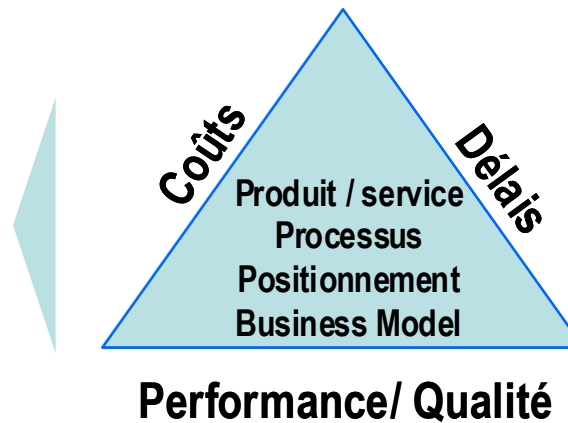 Coûts
Délais
Produit / service
Processus
Positionnement
Business Model
Performance/ Qualité